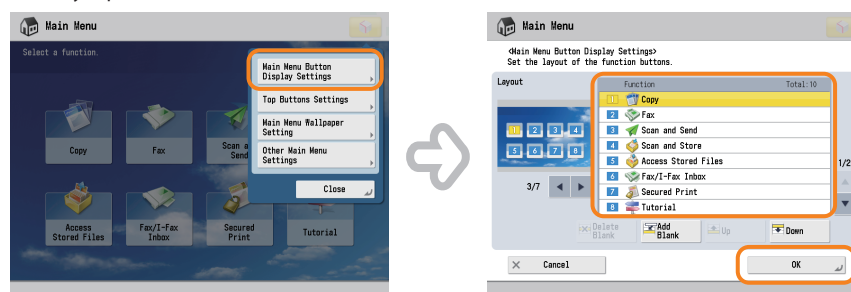 Main Menu
Select a function.
Main Menu Button
Display Settings
Top Buttons Settings
Main Menu Wallpaper
Setting
Other Main Menu
Settings
Close
Copy
Fax
Scan a
Send
Access
Stored Files
Fax/I-Fax
Inbox
Secured
Print
Tutorial
Main Menu
<Main Menu Button Display Settings>
Set the layout of the function buttons.
Layout
Function Total:10
1 Copy
2 Fax
3 Scan and Send
4 Scan and Store
5 Access Stored Files
6 Fax/I-Fax Inbox
7 Secured Print
8 Tutorial
1 2 3 4
5 6 7 8
3/7
1/2
Delete
Blank
Add
Blank
Up
Down
Cancel
OK